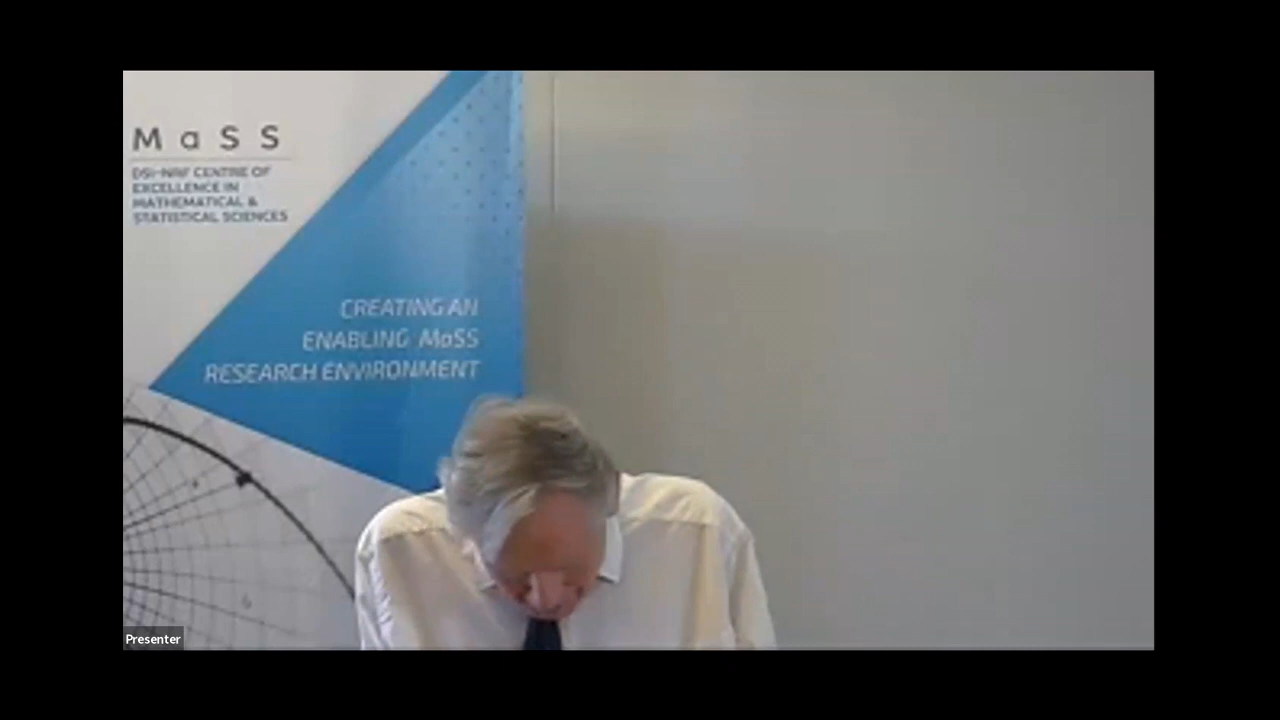 MaSS
DSI-NRF CENTRE OF
EXCELLENCE IN
MATHEMATICAL &
STATISTICAL SCIENCES
CREATING AN
ENABLING MaSS
RESEARCH ENVIRONMENT
Presenter